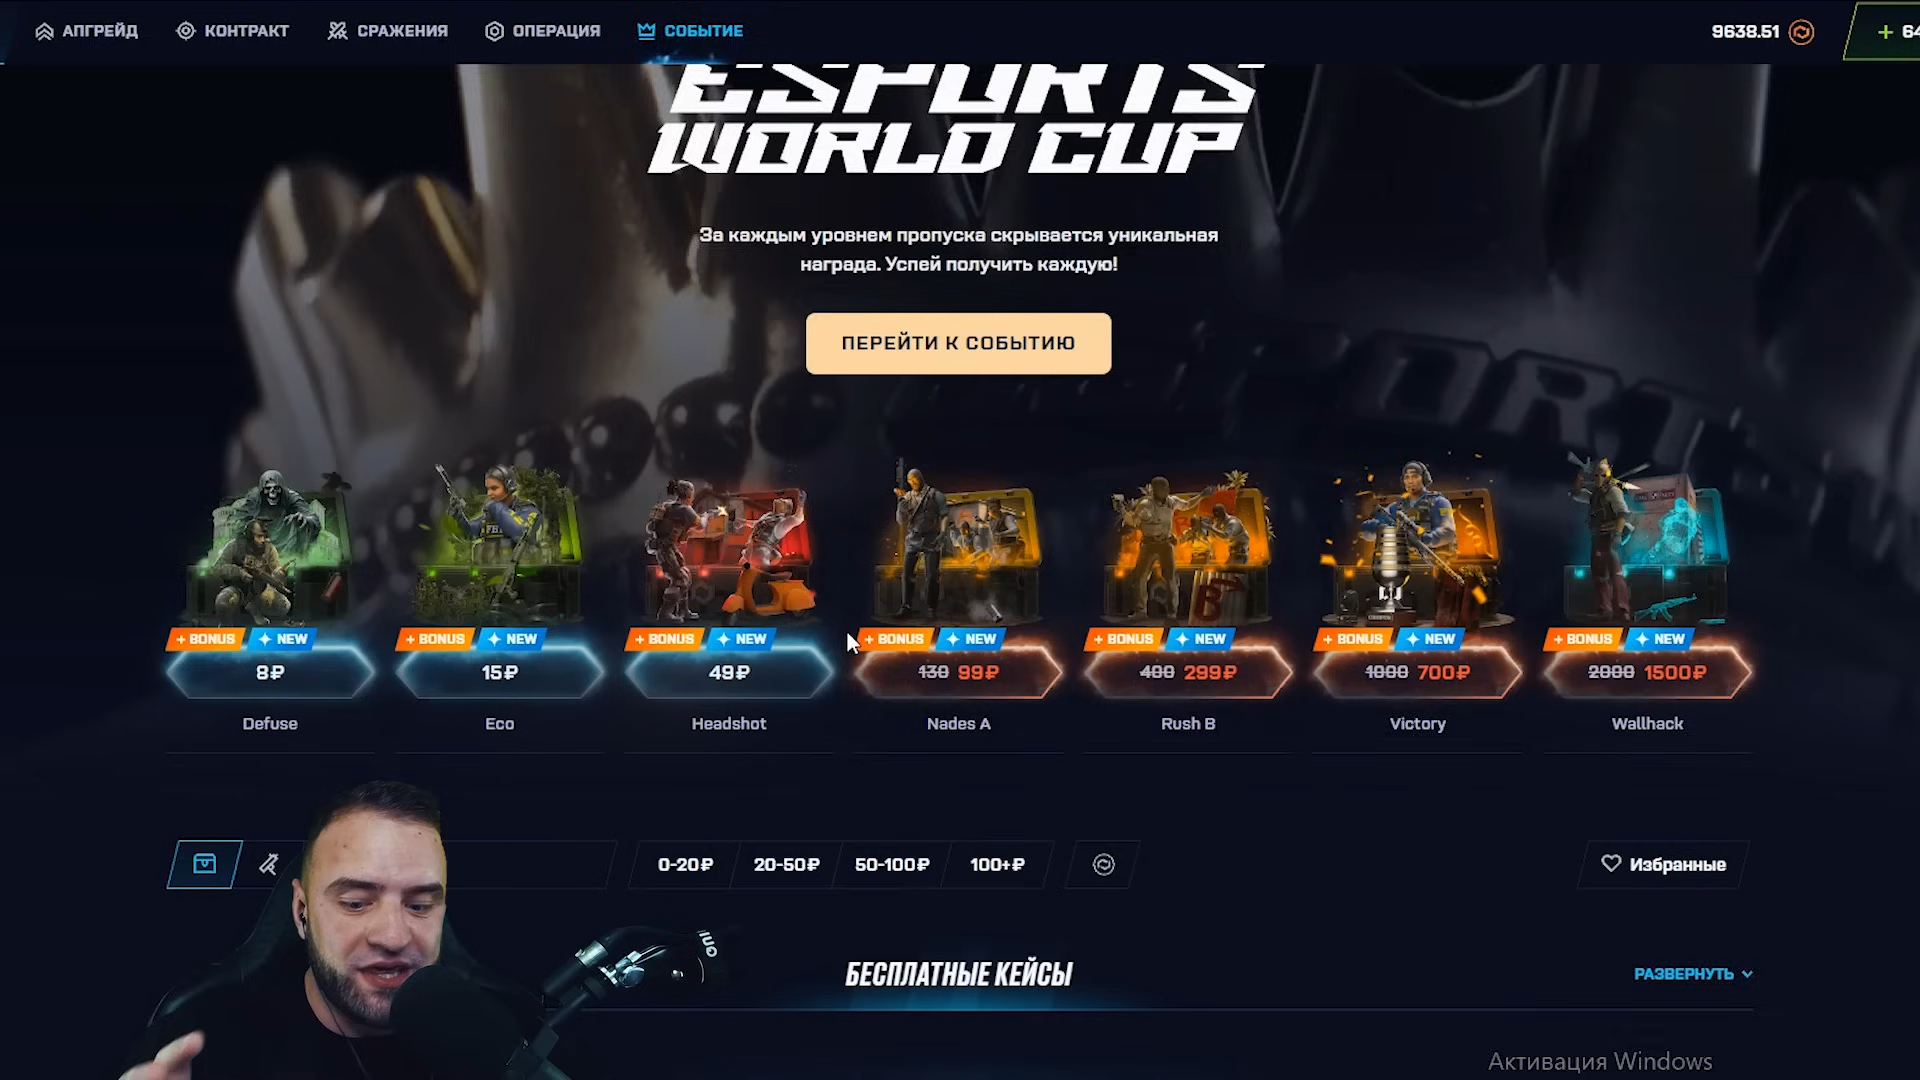 АПГРЕЙД
КОНТРАКТ
СРАЖЕНИЯ
ОПЕРАЦИЯ
СОБЫТИЕ
9638.51
+ 64
ESPORTS
WORLD CUP
За каждым уровнем пропуска скрывается уникальная
награда. Успей получить каждую!
ПЕРЕЙТИ К СОБЫТИЮ
+ BONUS NEW
8₽
Defuse
+ BONUS NEW
15₽
Eco
+ BONUS NEW
49₽
Headshot
+ BONUS NEW
130 99₽
Nades A
+ BONUS NEW
400 299₽
Rush B
+ BONUS NEW
1000 700₽
Victory
+ BONUS NEW
2000 1500₽
Wallhack
0-20₽
20-50₽
50-100₽
100+₽
Избранные
БЕСПЛАТНЫЕ КЕЙСЫ
РАЗВЕРНУТЬ
Активация Windows